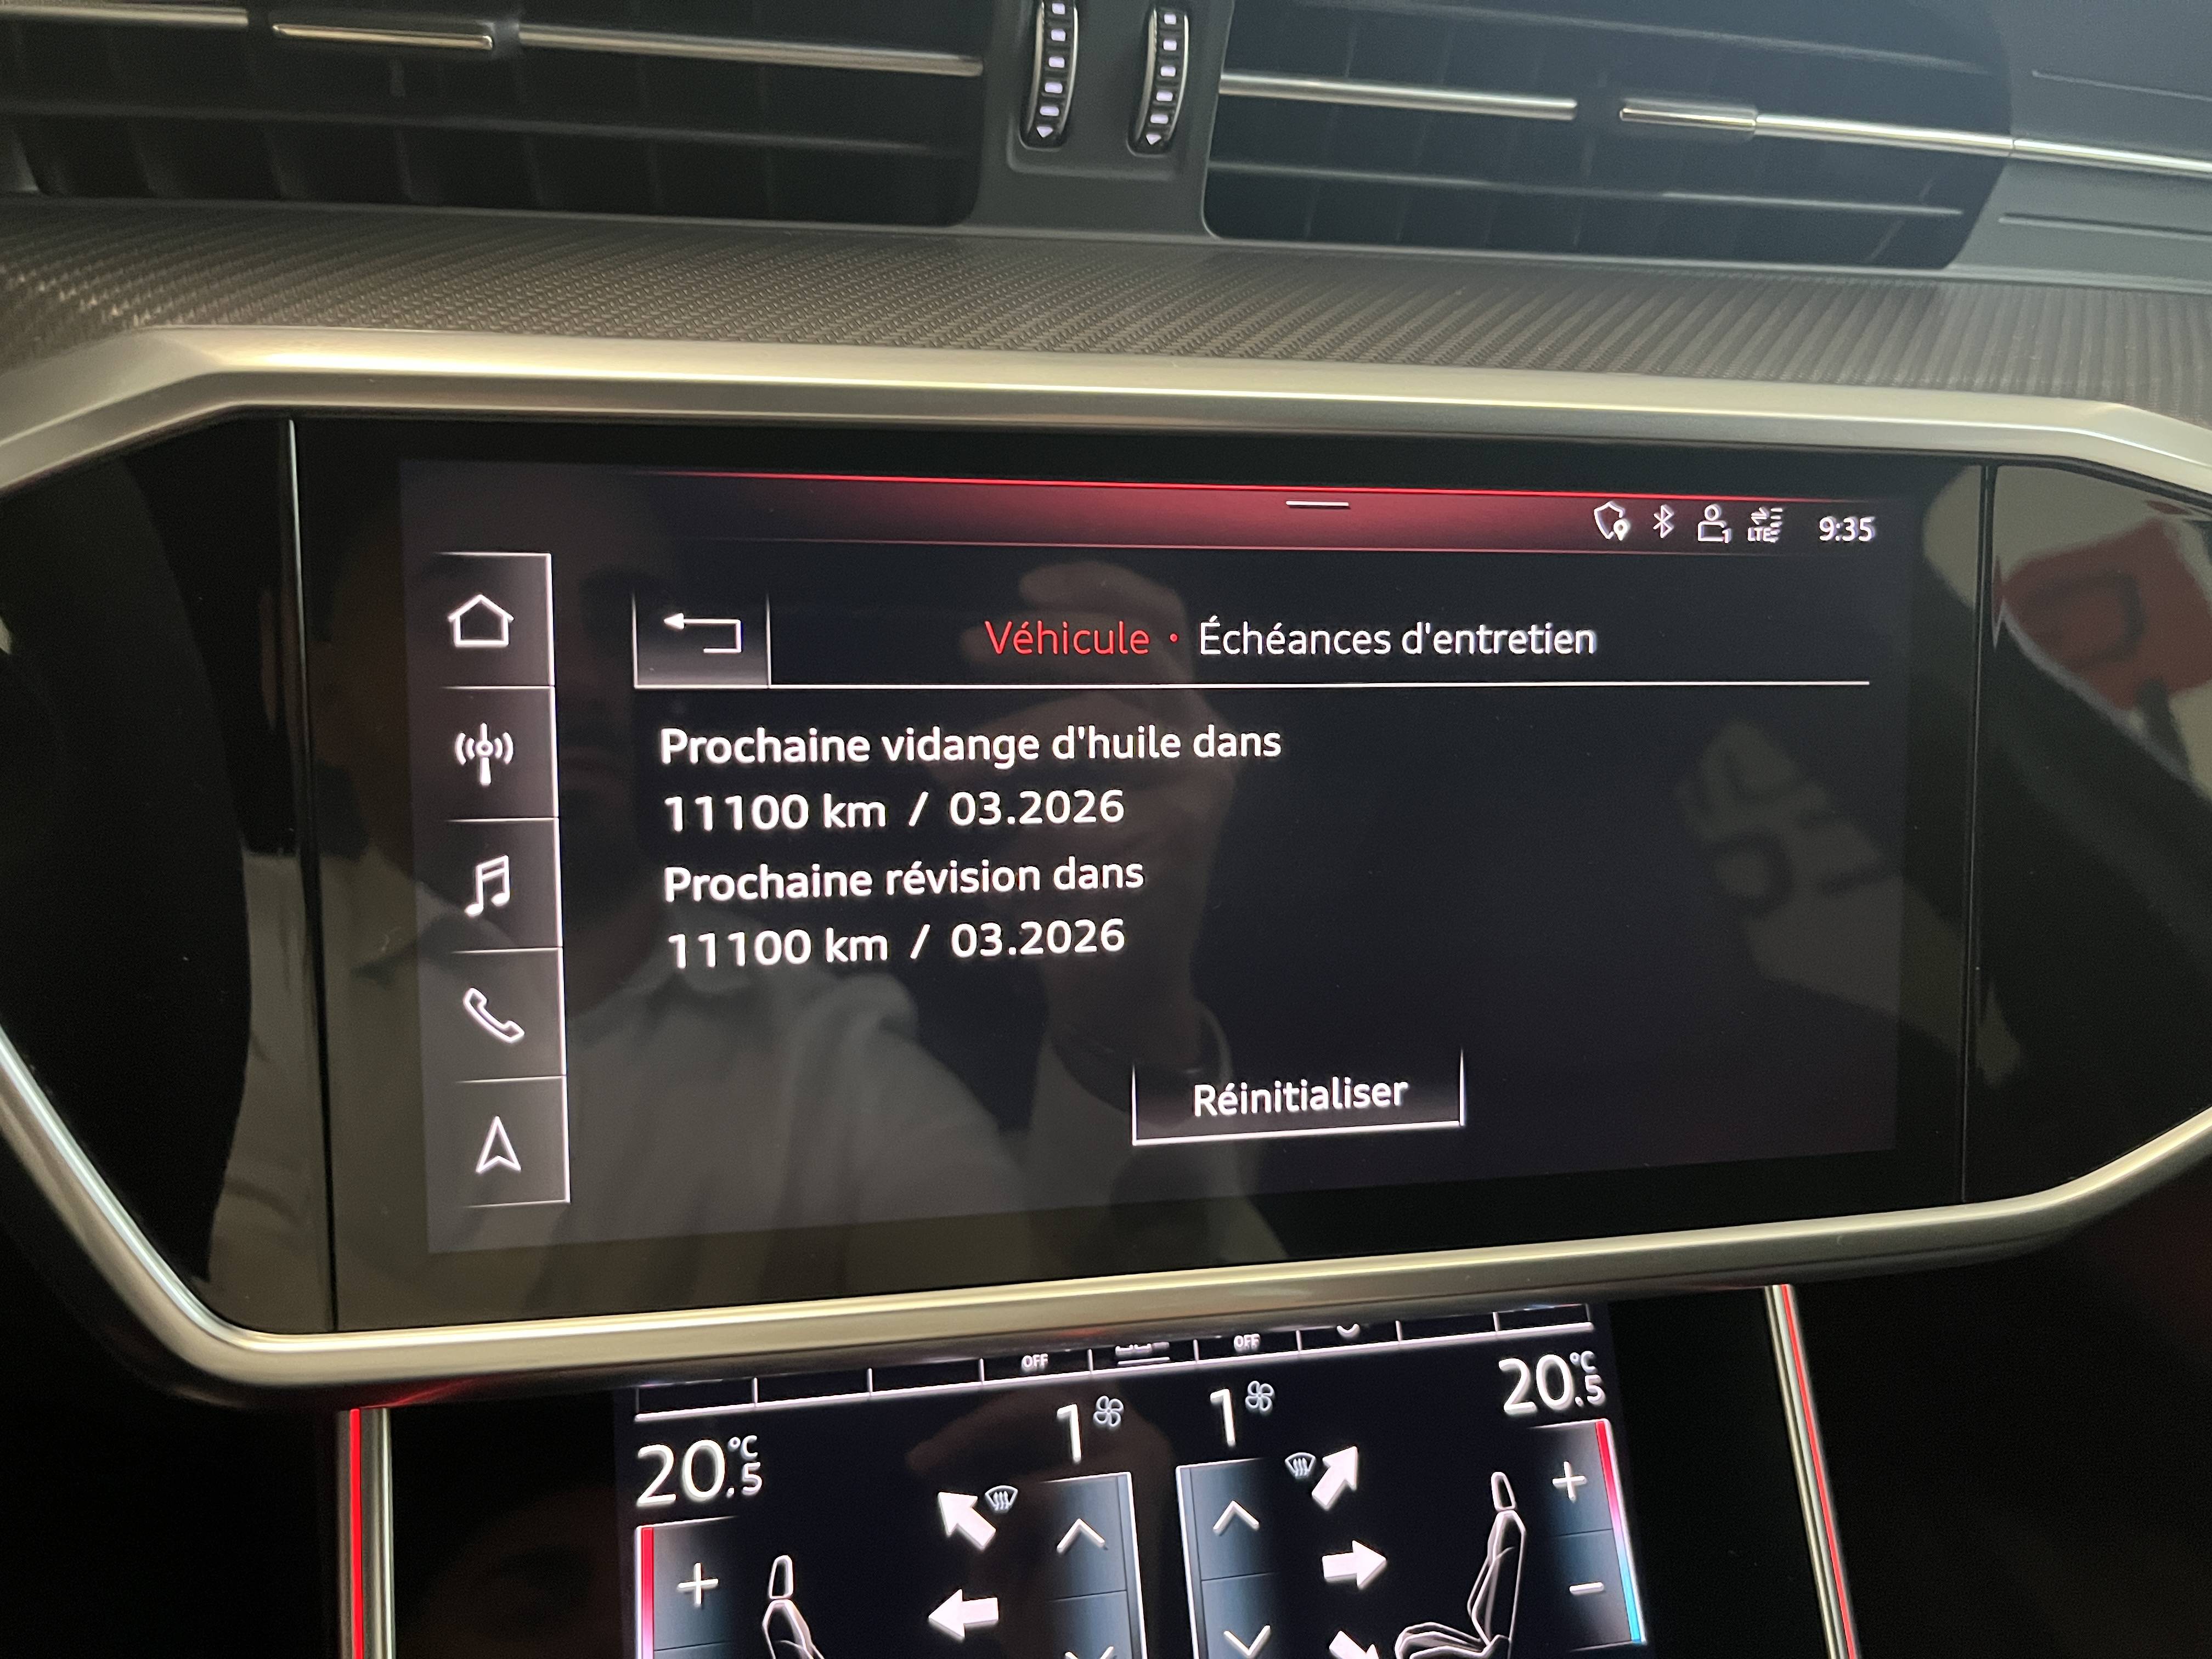 LTE
9:35
Véhicule • Échéances d'entretien
Prochaine vidange d'huile dans
11100 km / 03.2026
Prochaine révision dans
11100 km / 03.2026
Réinitialiser
OFF
OFF
20.5 °C
1
1
20.5 °C